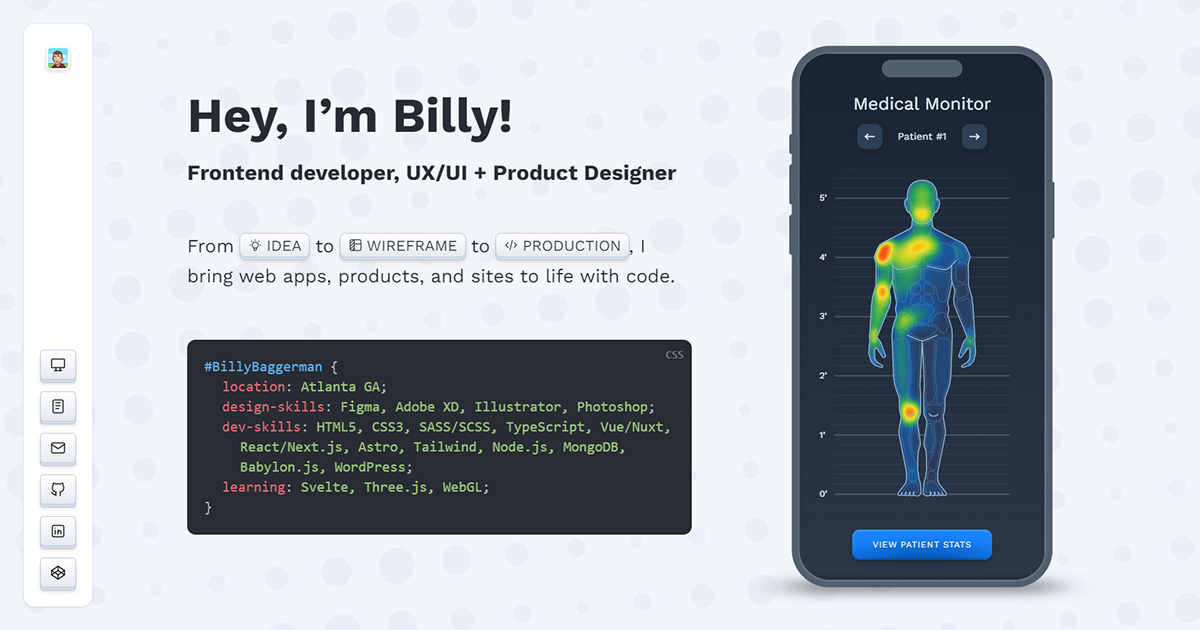 Hey, I’m Billy!
Frontend developer, UX/UI + Product Designer
From IDEA to WIREFRAME to PRODUCTION, I
bring web apps, products, and sites to life with code.
CSS
#BillyBaggerman {
location: Atlanta GA;
design-skills: Figma, Adobe XD, Illustrator, Photoshop;
dev-skills: HTML5, CSS3, SASS/SCSS, TypeScript, Vue/Nuxt,
React/Next.js, Astro, Tailwind, Node.js, MongoDB,
Babylon.js, WordPress;
learning: Svelte, Three.js, WebGL;
}
in
Medical Monitor
← Patient #1 →
5’
4’
3’
2’
1’
0’
VIEW PATIENT STATS